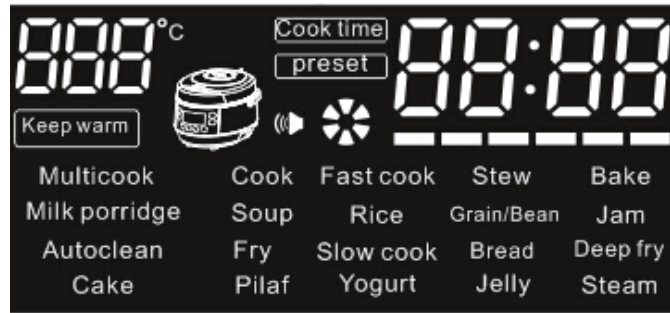 888°C Cook time 88:88
preset
Keep warm
Multicook Cook Fast cook Stew Bake
Milk porridge Soup Rice Grain/Bean Jam
Autoclean Fry Slow cook Bread Deep fry
Cake Pilaf Yogurt Jelly Steam